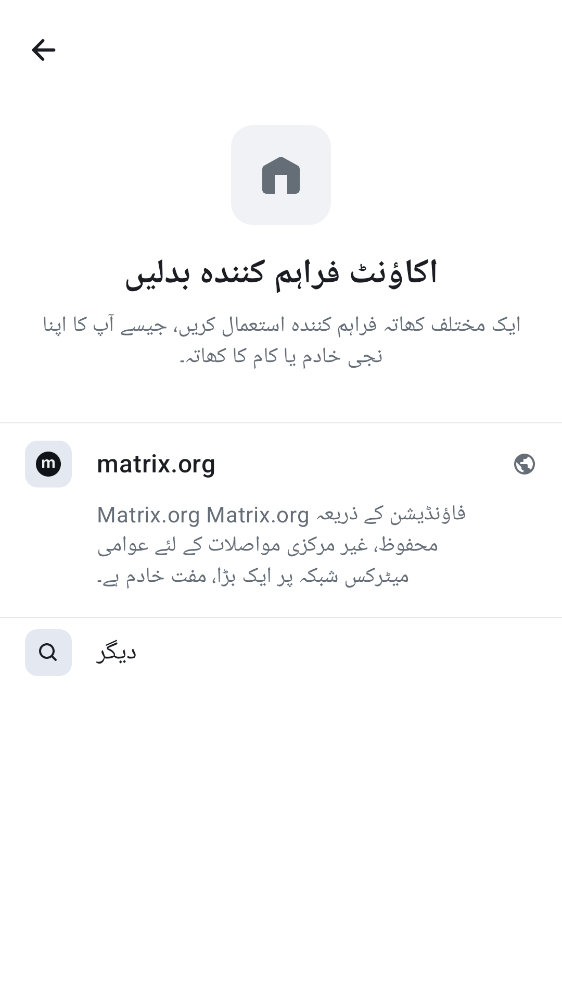 اکاؤنٹ فراہم کنندہ بدلیں
ایک مختلف کھاتہ فراہم کنندہ استعمال کریں، جیسے آپ کا اپنا
نجی خادم یا کام کا کھاتہ۔
m
matrix.org
Matrix.org Matrix.org فاؤنڈیشن کے ذریعہ
محفوظ، غیر مرکزی مواصلات کے لئے عوامی
میٹرکس شبکہ پر ایک بڑا، مفت خادم ہے۔
دیگر